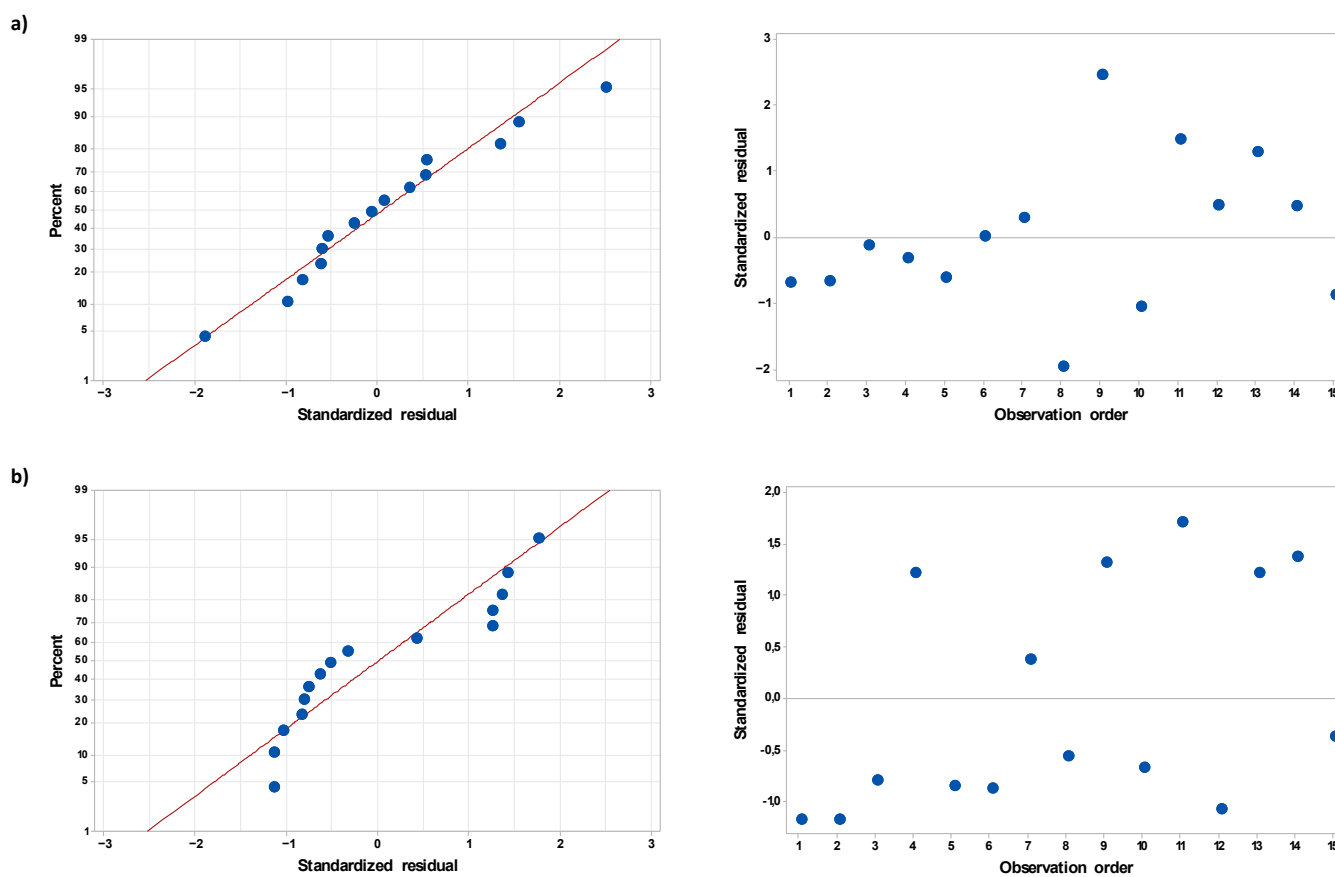 a)
99
95
90
80
70
60
50
40
30
20
10
5
1
Percent
−3 −2 −1 0 1 2 3
Standardized residual
3
2
1
0
−1
−2
Standardized residual
1 2 3 4 5 6 7 8 9 10 11 12 13 14 15
Observation order
b)
99
95
90
80
70
60
50
40
30
20
10
5
1
Percent
−3 −2 −1 0 1 2 3
Standardized residual
2,0
1,5
1,0
0,5
0,0
-0,5
-1,0
Standardized residual
1 2 3 4 5 6 7 8 9 10 11 12 13 14 15
Observation order